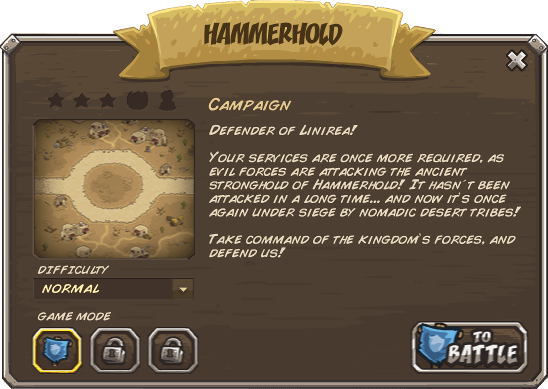 HAMMERHOLD
CAMPAIGN
DEFENDER OF LINIREA!
YOUR SERVICES ARE ONCE MORE REQUIRED, AS
EVIL FORCES ARE ATTACKING THE ANCIENT
STRONGHOLD OF HAMMERHOLD! IT HASN´T BEEN
ATTACKED IN A LONG TIME... AND NOW IT'S ONCE
AGAIN UNDER SIEGE BY NOMADIC DESERT TRIBES!
TAKE COMMAND OF THE KINGDOM'S FORCES, AND
DEFEND US!
DIFFICULTY
NORMAL
GAME MODE
TO
BATTLE